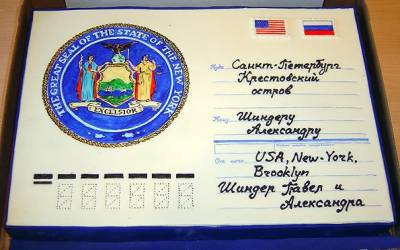 THE GREAT SEAL OF THE STATE OF THE NEW YORK
EXCELSIOR
Куда
Санкт-Петербург
Крестовский
остров
Кому
Шиндеру
Александру
От кого
USA, New-York,
Brooklyn
Шиндер Павел и
Александра